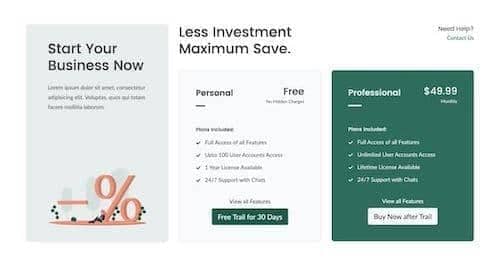 Start Your
Business Now
Lorem ipsum dolor sit amet, consectetur
adipiscing elit. Voluptas, quis qui totam
facere mollitia laborum.
Less Investment
Maximum Save.
Need Help?
Contact Us
Personal
Free
No Hidden Charges
Plans Included:
Full Access of all Features
Upto 100 User Accounts Access
1 Year License Available
24/7 Support with Chats
View all Features
Free Trail for 30 Days
Professional
$49.99
Monthly
Plans Included:
Full Access of all Features
Unlimited User Accounts Access
Lifetime License Available
24/7 Support with Chats
View all Features
Buy Now after Trail